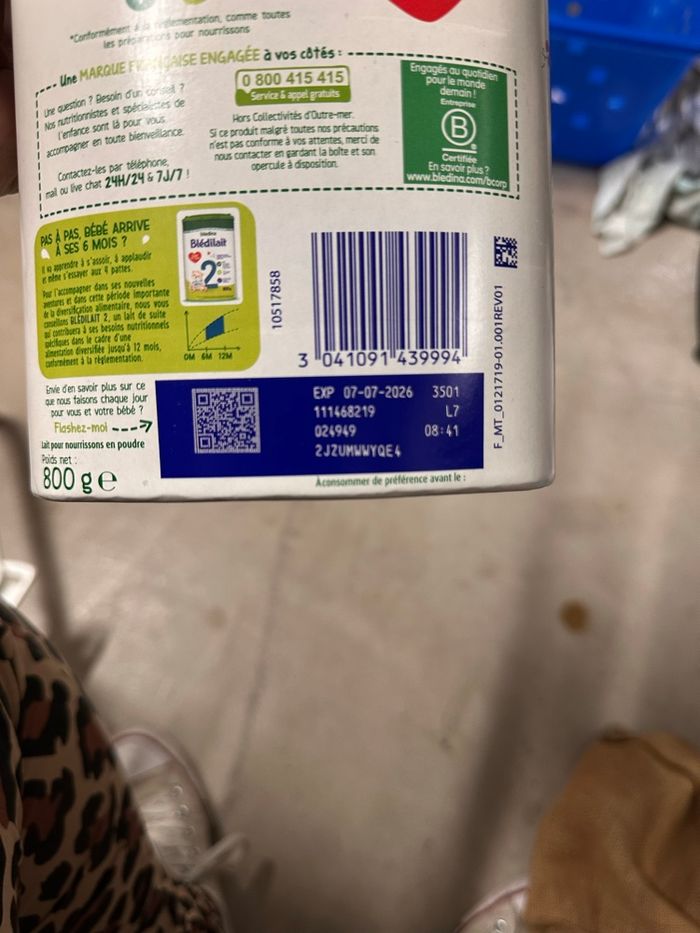 *Conformément à la réglementation, comme toutes
les préparations pour nourrissons
Une MARQUE FRANÇAISE ENGAGÉE à vos côtés :
Une question ? Besoin d'un conseil ?
Nos nutritionnistes et spécialistes de
l'enfance sont là pour vous
accompagner en toute bienveillance.
Contactez-les par téléphone,
mail ou live chat 24H/24 & 7J/7 !
0 800 415 415
Service & appel gratuits
Hors Collectivités d'Outre-mer.
Si ce produit malgré toutes nos précautions
n'est pas conforme à vos attentes, merci de
nous contacter en gardant la boîte et son
opercule à disposition.
Engagés au quotidien
pour le monde
demain !
Entreprise
B
Certifiée
En savoir plus ?
www.bledina.com/bcorp
PAS À PAS, BÉBÉ ARRIVE
À SES 6 MOIS ?
Il va apprendre à s'assoir, à applaudir
et même s'essayer aux 4 pattes.
Pour l'accompagner dans ses nouvelles
aventures et dans cette période importante
de la diversification alimentaire, nous vous
conseillons BLÉDILAIT 2, un lait de suite
qui contribuera à ses besoins nutritionnels
spécifiques dans le cadre d'une
alimentation diversifiée jusqu'à 12 mois,
conformément à la réglementation.
bledina
Blédilait
2
0M 6M 12M
10517858
3 041091 439994
F_MT_0121719-01.001REV01
Envie d'en savoir plus sur ce
que nous faisons chaque jour
pour vous et votre bébé ?
Flashez-moi
Lait pour nourrissons en poudre
Poids net :
800 g e
EXP 07-07-2026 3501
111468219 L7
024949 08:41
2JZUMWWYQE4
À consommer de préférence avant le :